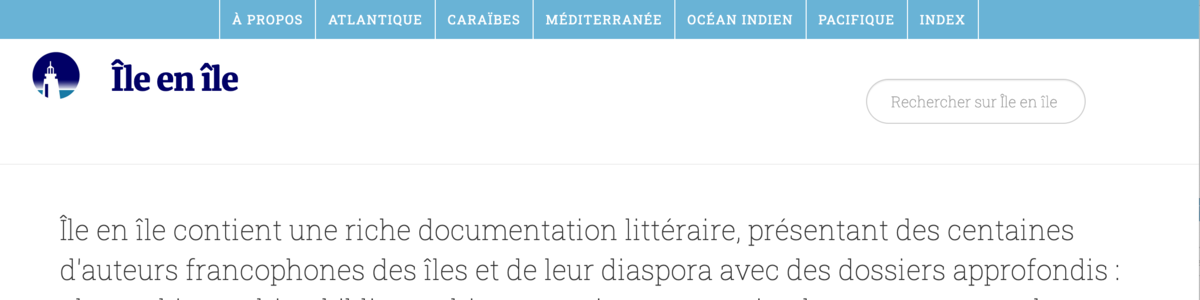 À PROPOS ATLANTIQUE CARAÏBES MÉDITERRANÉE OCÉAN INDIEN PACIFIQUE INDEX
Île en île
Rechercher sur Île en île
Île en île contient une riche documentation littéraire, présentant des centaines
d'auteurs francophones des îles et de leur diaspora avec des dossiers approfondis :